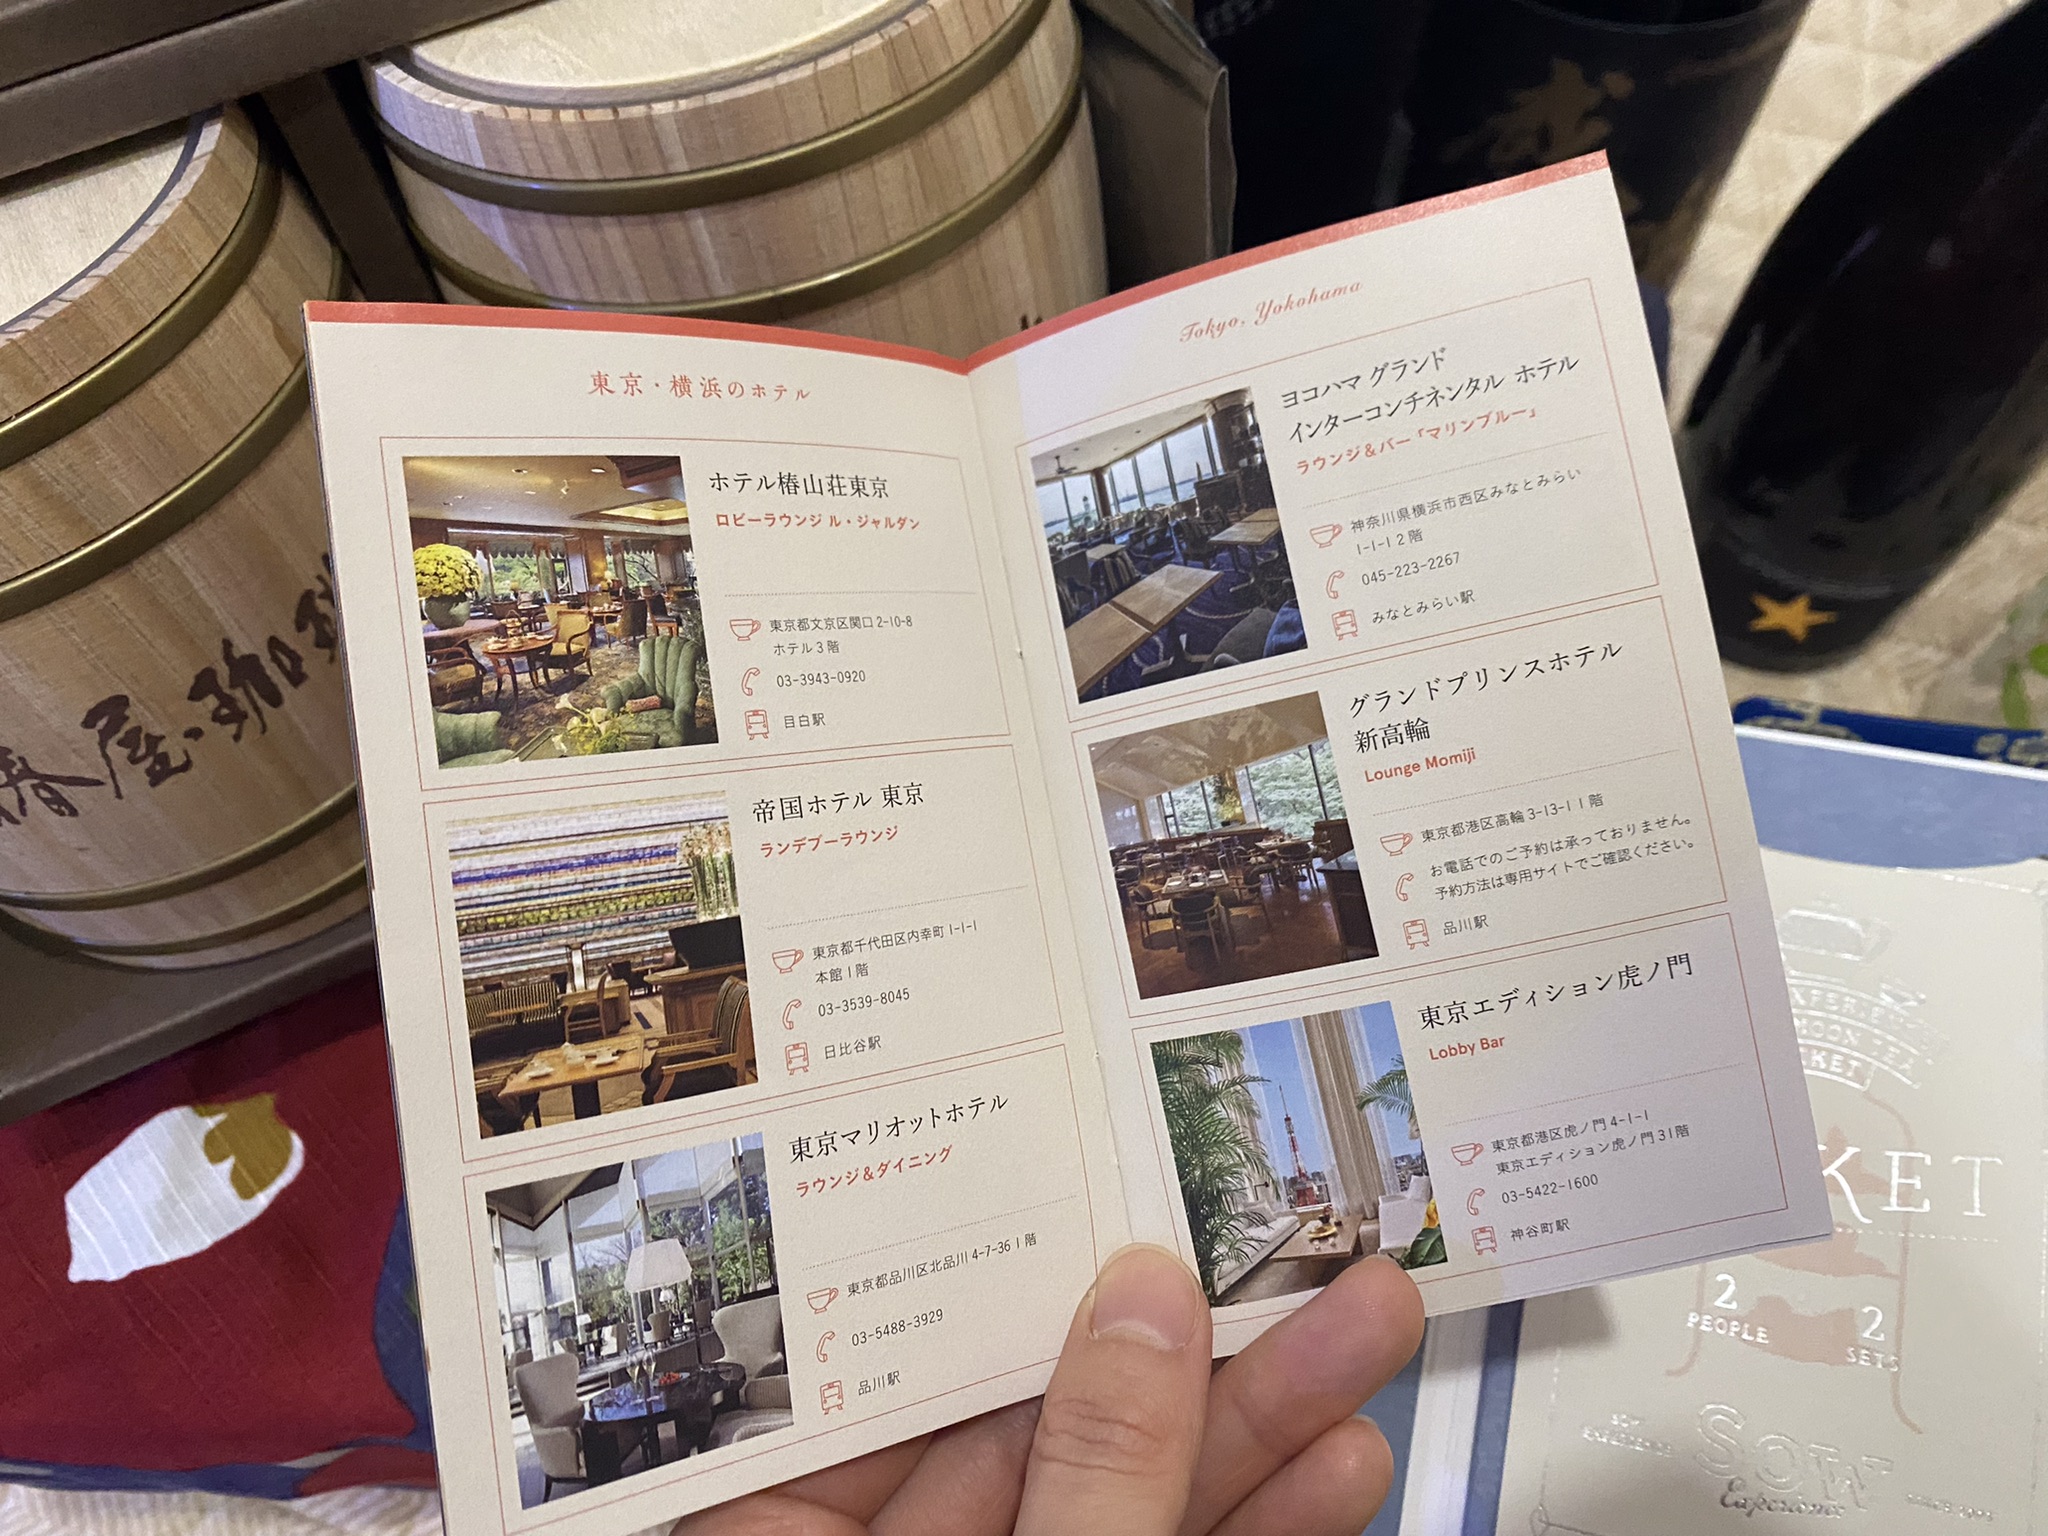 東京・横浜のホテル
ホテル椿山荘東京
ロビーラウンジ ル・ジャルダン
東京都文京区関口2-10-8
ホテル3階
03-3943-0920
目白駅
帝国ホテル 東京
ランデブーラウンジ
東京都千代田区内幸町1-1-1
本館1階
03-3539-8045
日比谷駅
東京マリオットホテル
ラウンジ&ダイニング
東京都品川区北品川4-7-36 1階
03-5488-3929
品川駅
Tokyo, Yokohama
ヨコハマ グランド
インターコンチネンタル ホテル
ラウンジ&バー「マリンブルー」
神奈川県横浜市西区みなとみらい
1-1-1 2階
045-223-2267
みなとみらい駅
グランドプリンスホテル
新高輪
Lounge Momiji
東京都港区高輪3-13-1 1階
お電話でのご予約は承っておりません。
予約方法は専用サイトでご確認ください。
品川駅
東京エディション虎ノ門
Lobby Bar
東京都港区虎ノ門4-1-1
東京エディション虎ノ門31階
03-5422-1600
神谷町駅
春屋・珈
KET
2
PEOPLE
2
SETS
SOW
Experience